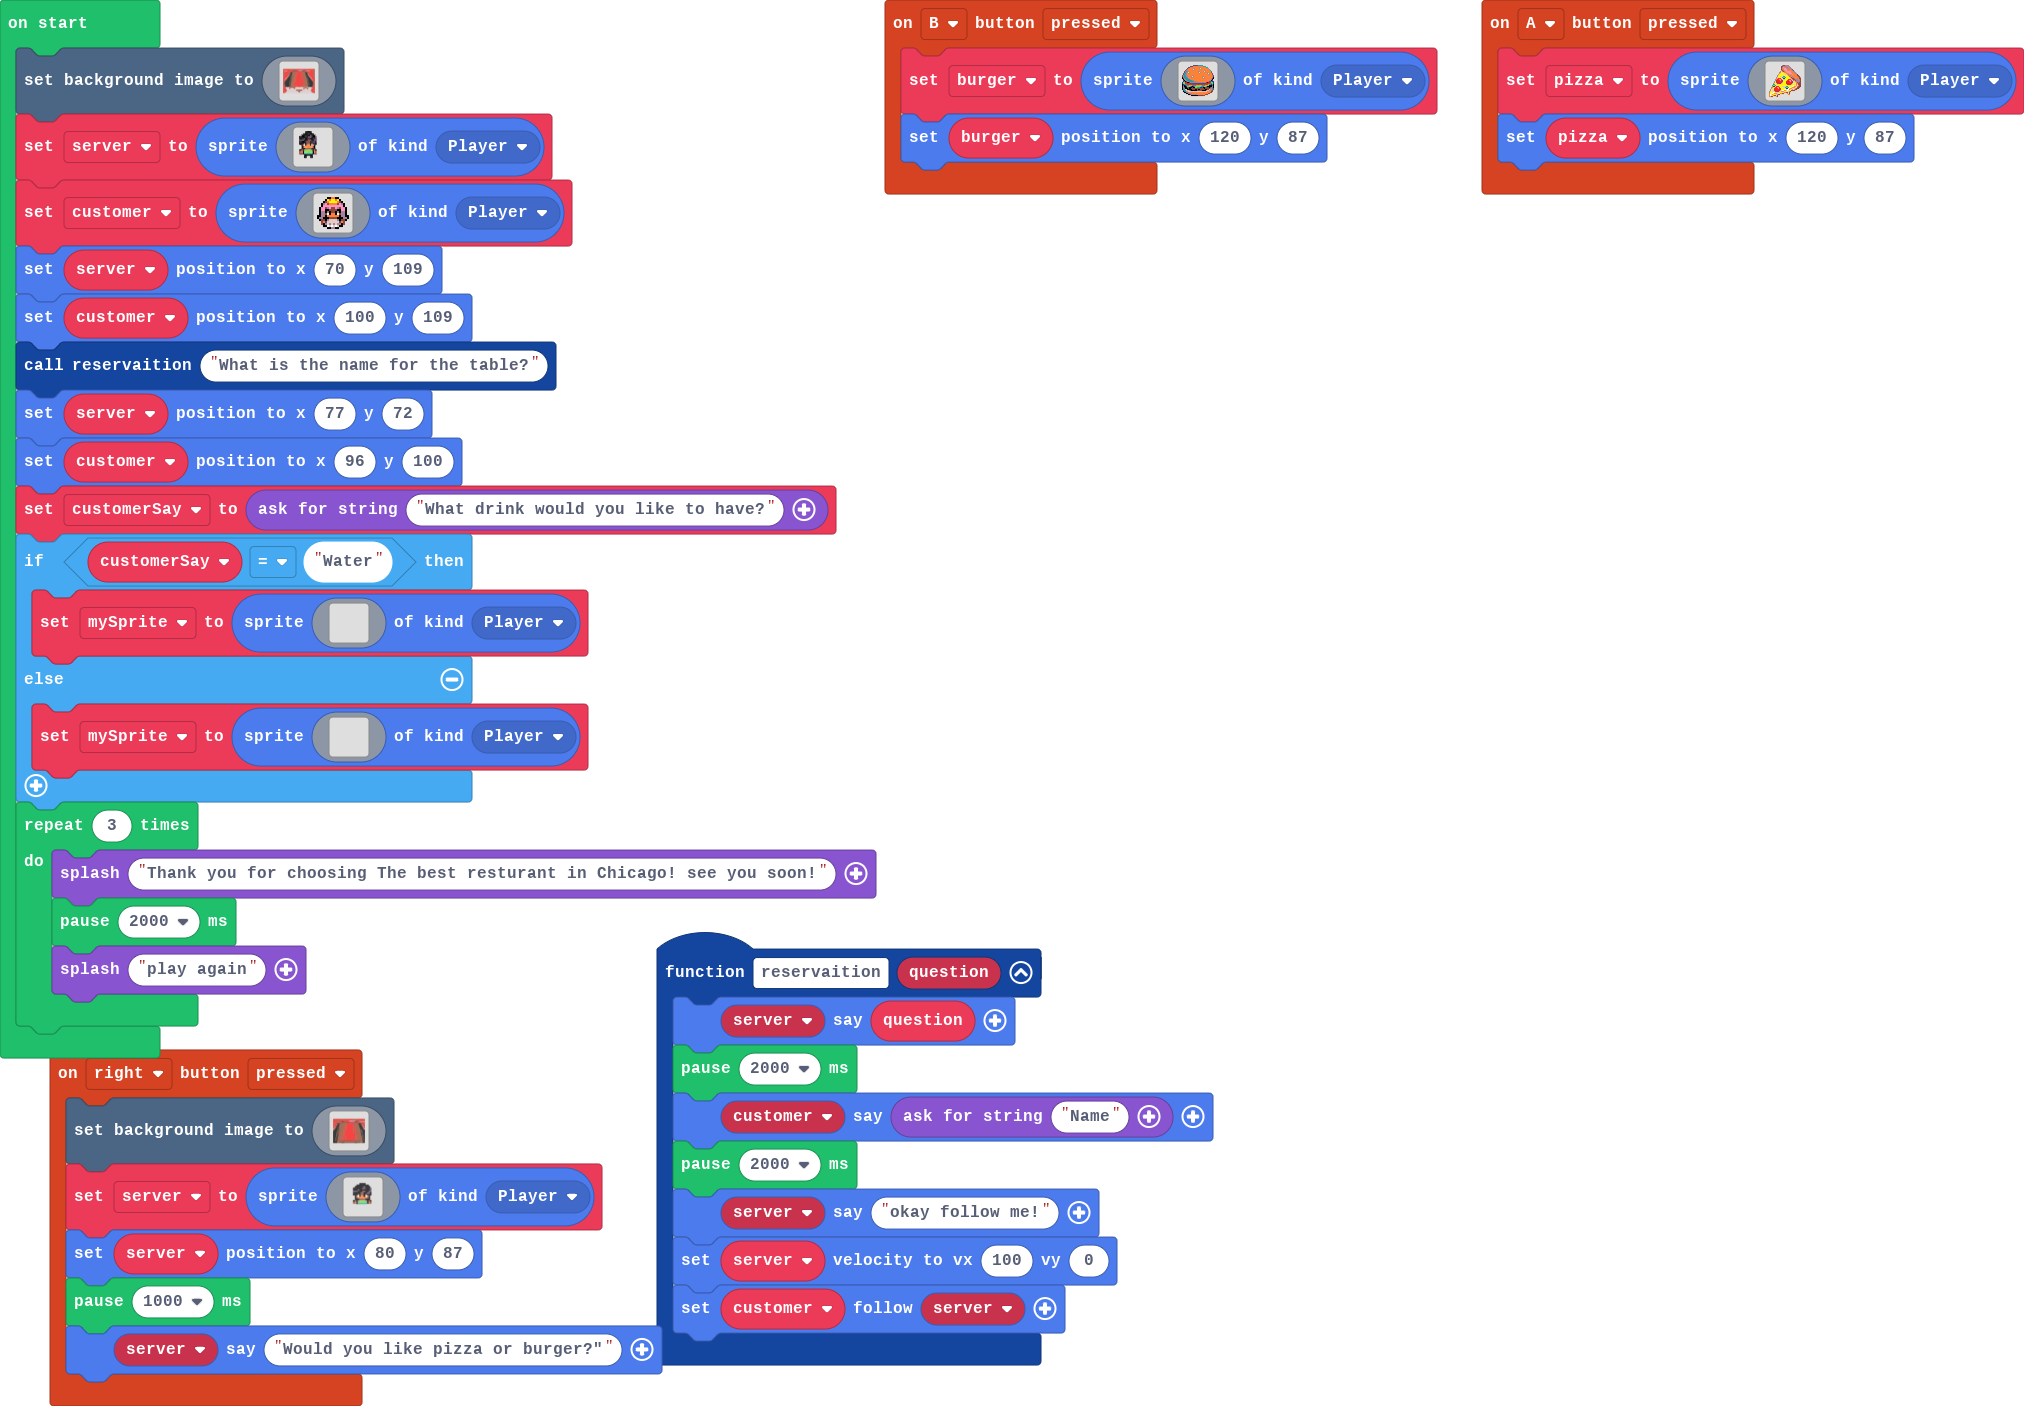 on start
set background image to
set server to sprite of kind Player
set customer to sprite of kind Player
set server position to x 70 y 109
set customer position to x 100 y 109
call reservaition "What is the name for the table?"
set server position to x 77 y 72
set customer position to x 96 y 100
set customerSay to ask for string "What drink would you like to have?"
if customerSay = "Water" then
set mySprite to sprite of kind Player
else
set mySprite to sprite of kind Player
repeat 3 times
do
splash "Thank you for choosing The best resturant in Chicago! see you soon!"
pause 2000 ms
splash "play again"
on B button pressed
set burger to sprite of kind Player
set burger position to x 120 y 87
on A button pressed
set pizza to sprite of kind Player
set pizza position to x 120 y 87
on right button pressed
set background image to
set server to sprite of kind Player
set server position to x 80 y 87
pause 1000 ms
server say "Would you like pizza or burger?""
function reservaition question
server say question
pause 2000 ms
customer say ask for string "Name"
pause 2000 ms
server say "okay follow me!"
set server velocity to vx 100 vy 0
set customer follow server